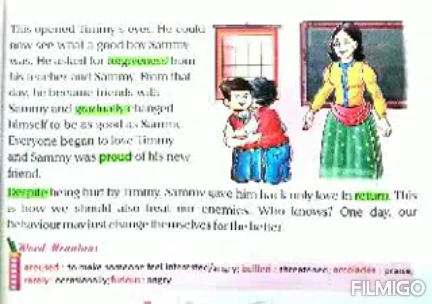 This opened Timmy's eyes. He could
now see what a good boy Sammy
was. He asked for forgiveness from
his teacher and Sammy. From that
day, he became friends with
Sammy and gradually changed
himself to be as good as Sammy.
Everyone began to love Timmy
and Sammy was proud of his new
friend.
Despite being hurt by Timmy, Sammy gave him back only love in return. This
is how we should also treat our enemies. Who knows? One day, our
behaviour may just change themselves for the better.
Word Meanings
aroused : to make someone feel interested/angry; bullied : threatened; accolades : praise;
rarely : occasionally; furious : angry
FILMIGO